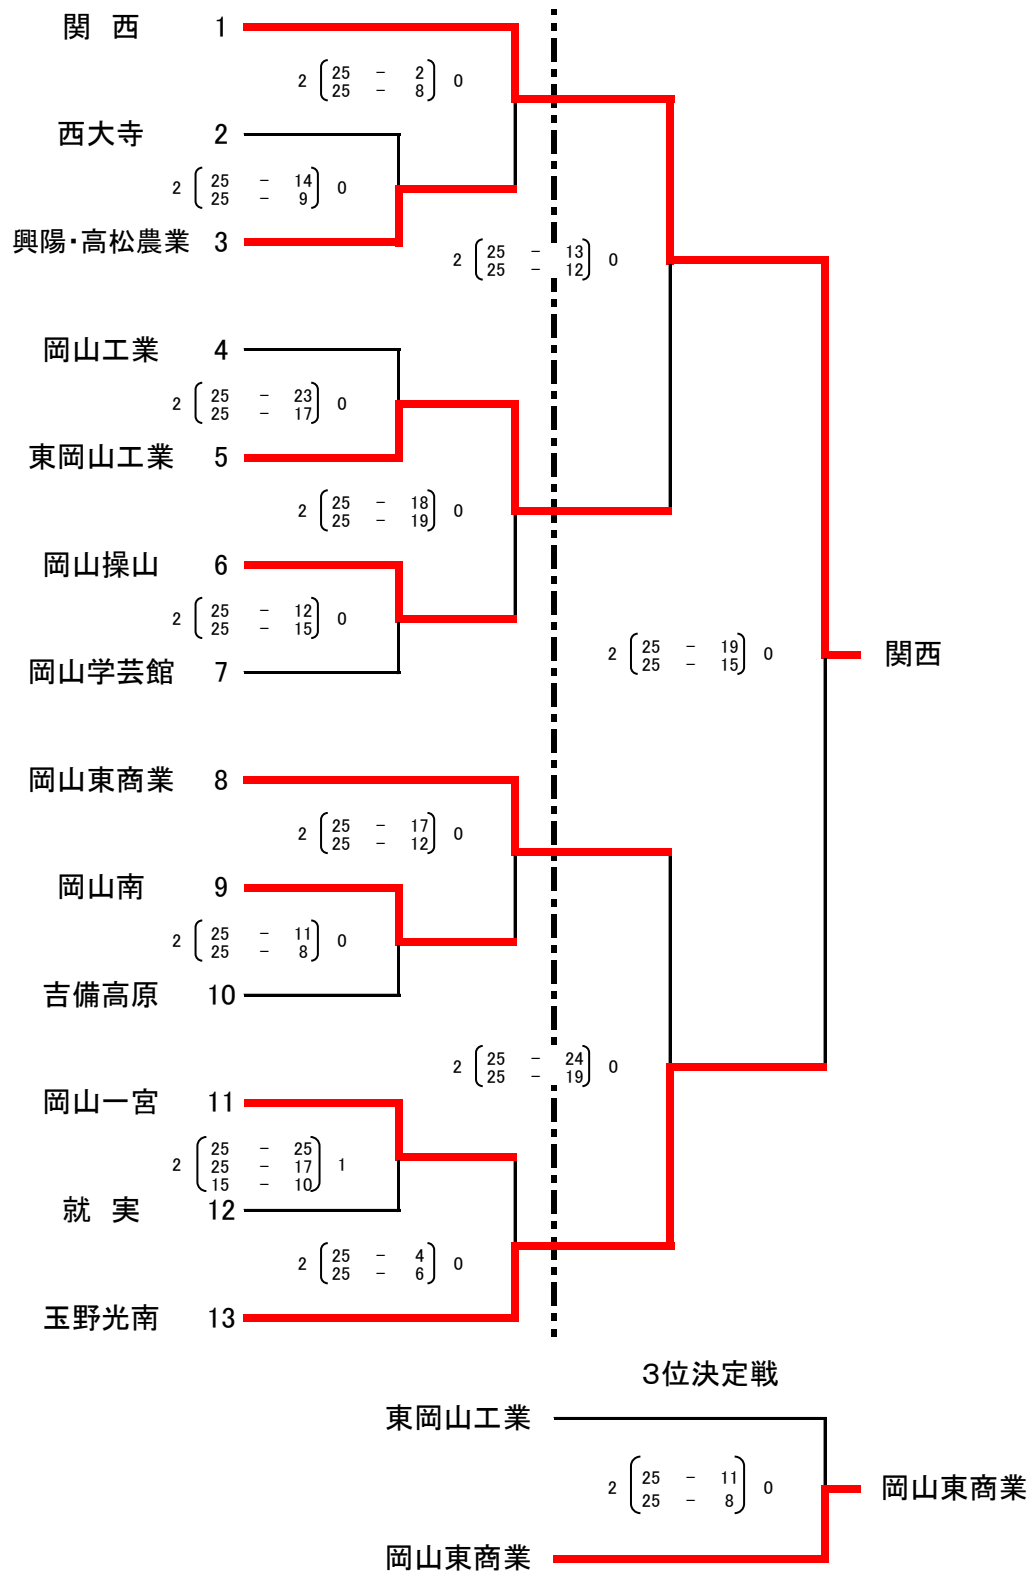 関 西 1
2 25 - 2 0
25 - 8
西大寺 2
2 25 - 14 0
25 - 9
興陽・高松農業 3
2 25 - 13 0
25 - 12
岡山工業 4
2 25 - 23 0
25 - 17
東岡山工業 5
2 25 - 18 0
25 - 19
岡山操山 6
2 25 - 12 0
25 - 15
2 25 - 19 0
25 - 15
関西
岡山学芸館 7
岡山東商業 8
2 25 - 17 0
25 - 12
岡山南 9
2 25 - 11 0
25 - 8
吉備高原 10
2 25 - 24 0
25 - 19
岡山一宮 11
25 - 25
2 25 - 17 1
15 - 10
就 実 12
2 25 - 4 0
25 - 6
玉野光南 13
３位決定戦
東岡山工業
2 25 - 11 0
25 - 8
岡山東商業
岡山東商業